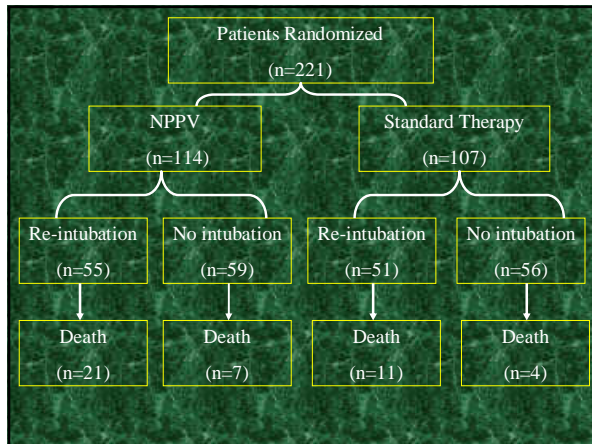 Patients Randomized
(n=221)
NPPV
(n=114)
Standard Therapy
(n=107)
Re-intubation
(n=55)
No intubation
(n=59)
Re-intubation
(n=51)
No intubation
(n=56)
Death
(n=21)
Death
(n=7)
Death
(n=11)
Death
(n=4)